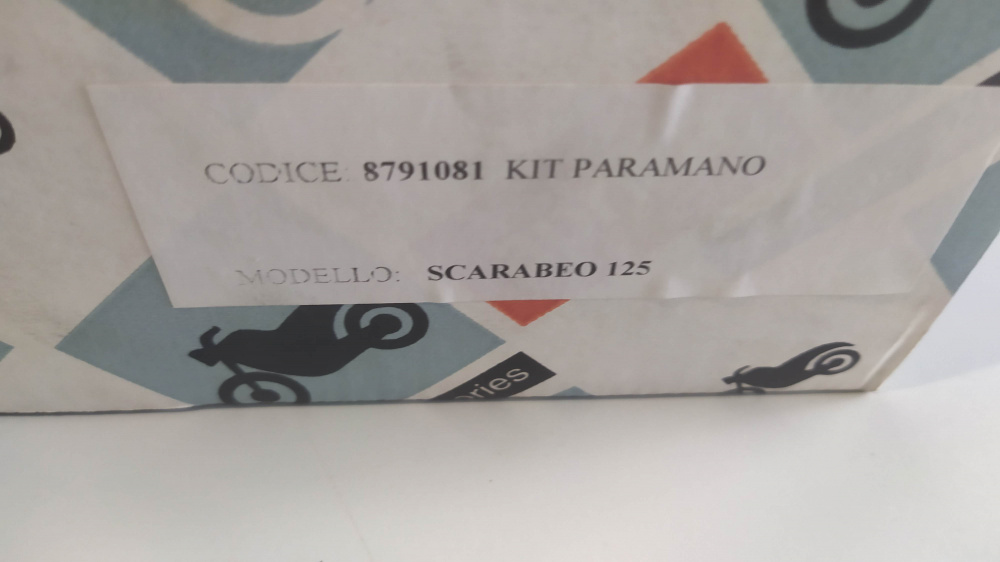 CODICE: 8791081 KIT PARAMANO
MODELLO: SCARABEO 125